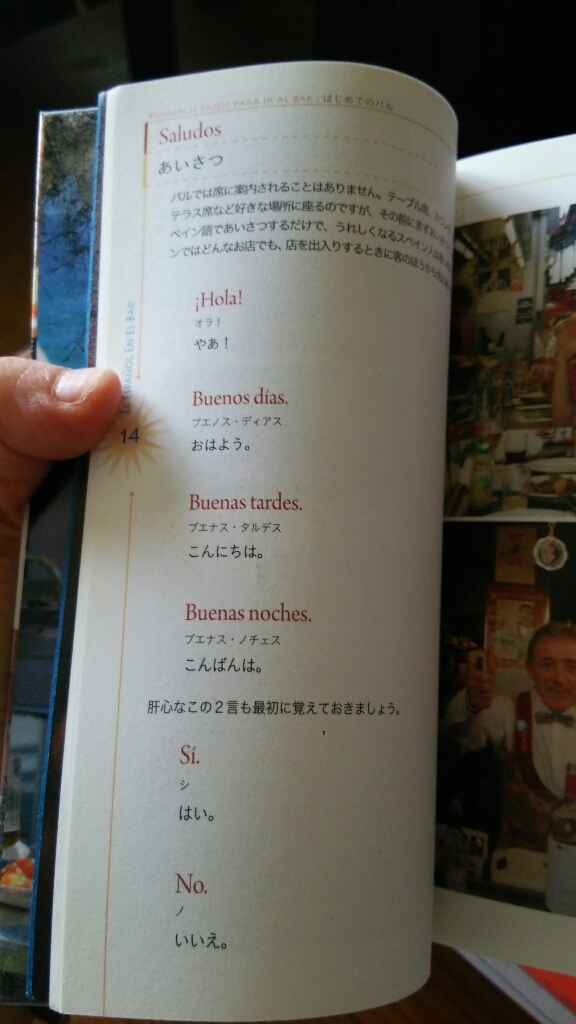 PRIMEROS PASOS PARA IR AL BAR : はじめてのバル
Saludos
あいさつ
バルでは席に案内されることはありません。テーブル席、
テラス席など好きな場所に座るのですが、その前にまず
ペイン語であいさつするだけで、うれしくなるスペイン人
ンではどんなお店でも、店を出入りするときに客のほうから
¡Hola!
オラ！
やあ！
Buenos días.
ブエノス・ディアス
おはよう。
EL ESPAÑOL EN EL BAR
14
Buenas tardes.
ブエナス・タルデス
こんにちは。
Buenas noches.
ブエナス・ノチェス
こんばんは。
肝心なこの2言も最初に覚えておきましょう。
Sí.
シ
はい。
No.
ノ
いいえ。